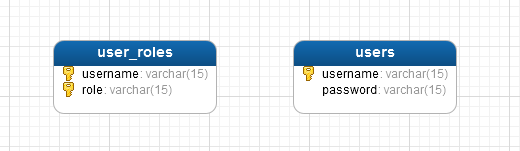 user_roles
username: varchar(15)
role: varchar(15)
users
username: varchar(15)
password: varchar(15)